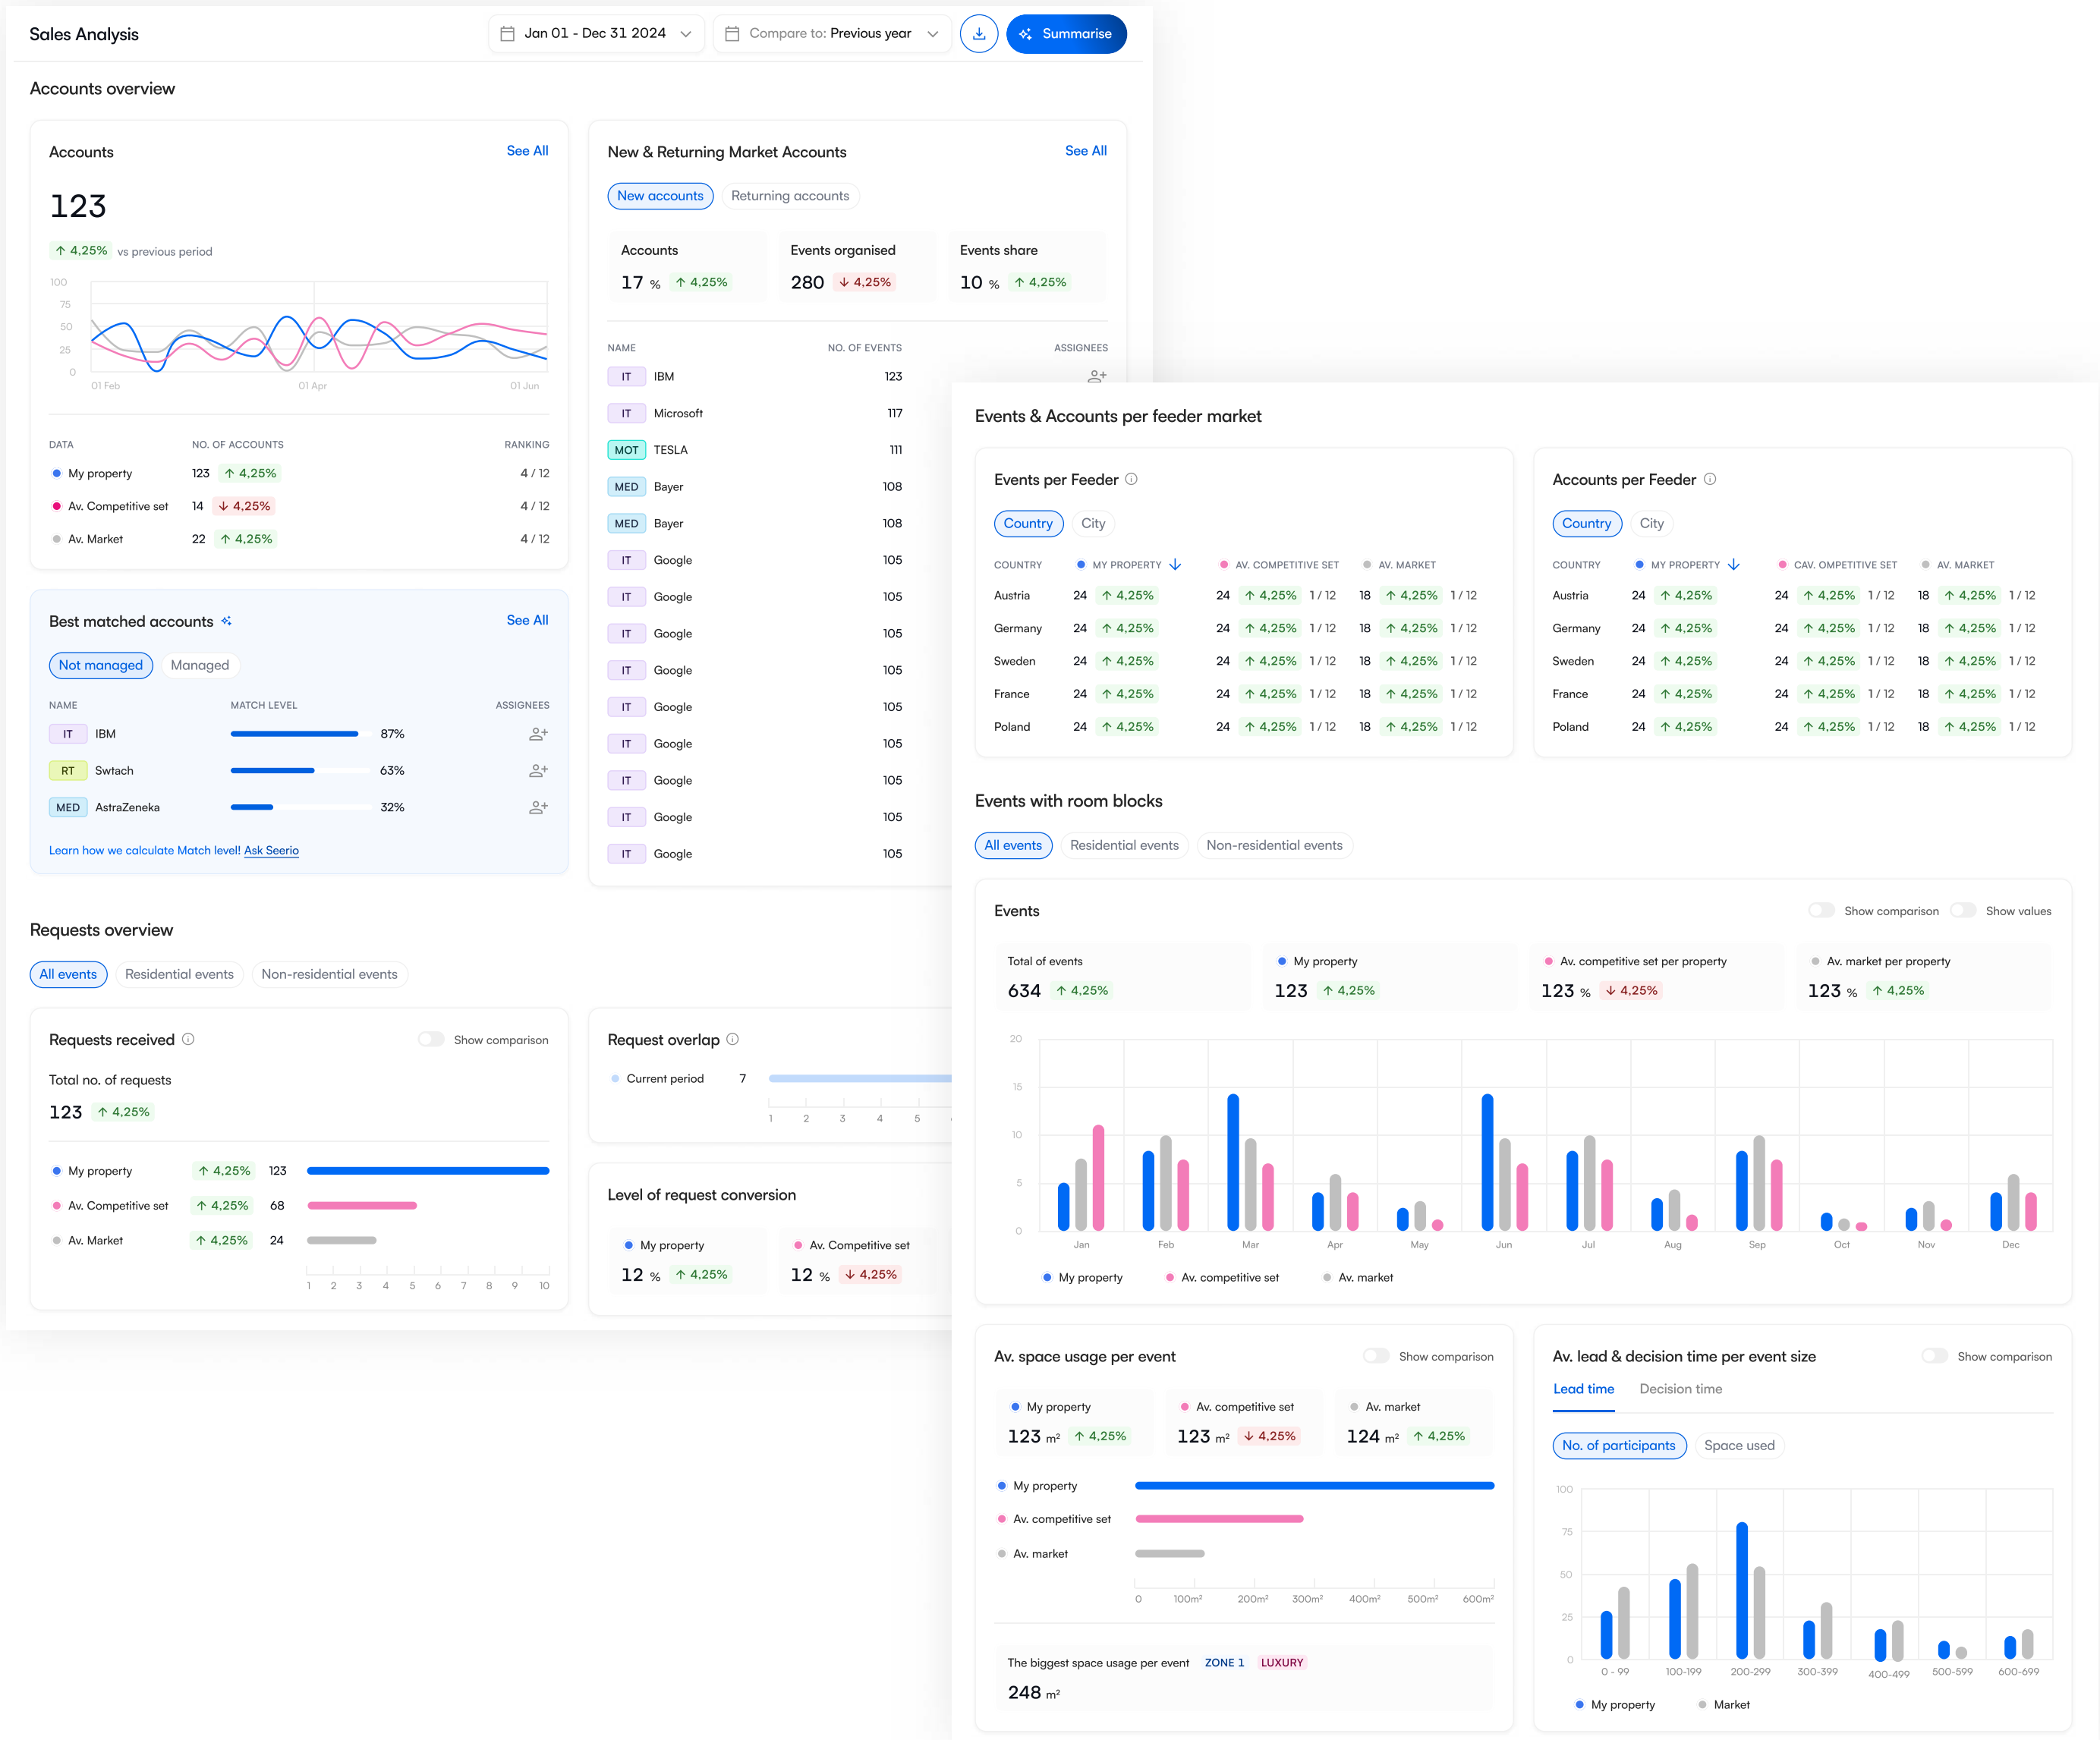 Sales Analysis
Jan 01 - Dec 31 2024
Compare to: Previous year
Summarise
Accounts overview
Accounts
See All
123
4,25% vs previous period
100
75
50
25
0
01 Feb 01 Apr 01 Jun
DATA NO. OF ACCOUNTS RANKING
My property 123 4,25% 4 / 12
Av. Competitive set 14 4,25% 4 / 12
Av. Market 22 4,25% 4 / 12
Best matched accounts
See All
Not managed Managed
NAME MATCH LEVEL ASSIGNEES
IT IBM 87%
RT Swtach 63%
MED AstraZeneka 32%
Learn how we calculate Match level! Ask Seerio
New & Returning Market Accounts
See All
New accounts Returning accounts
Accounts Events organised Events share
17 % 4,25% 280 4,25% 10 % 4,25%
NAME NO. OF EVENTS ASSIGNEES
IT IBM 123
IT Microsoft 117
MOT TESLA 111
MED Bayer 108
MED Bayer 108
IT Google 105
IT Google 105
IT Google 105
IT Google 105
IT Google 105
IT Google 105
IT Google 105
IT Google 105
IT Google 105
Requests overview
All events Residential events Non-residential events
Requests received
Show comparison
Total no. of requests
123 4,25%
My property 4,25% 123
Av. Competitive set 4,25% 68
Av. Market 4,25% 24
1 2 3 4 5 6 7 8 9 10
Request overlap
Current period 7
1 2 3 4 5
Level of request conversion
My property Av. Competitive set
12 % 4,25% 12 % 4,25%
Events & Accounts per feeder market
Events per Feeder
Country City
COUNTRY MY PROPERTY AV. COMPETITIVE SET AV. MARKET
Austria 24 4,25% 24 4,25% 1 / 12 18 4,25% 1 / 12
Germany 24 4,25% 24 4,25% 1 / 12 18 4,25% 1 / 12
Sweden 24 4,25% 24 4,25% 1 / 12 18 4,25% 1 / 12
France 24 4,25% 24 4,25% 1 / 12 18 4,25% 1 / 12
Poland 24 4,25% 24 4,25% 1 / 12 18 4,25% 1 / 12
Accounts per Feeder
Country City
COUNTRY MY PROPERTY CAV. OMPETITIVE SET AV. MARKET
Austria 24 4,25% 24 4,25% 1 / 12 18 4,25% 1 / 12
Germany 24 4,25% 24 4,25% 1 / 12 18 4,25% 1 / 12
Sweden 24 4,25% 24 4,25% 1 / 12 18 4,25% 1 / 12
France 24 4,25% 24 4,25% 1 / 12 18 4,25% 1 / 12
Poland 24 4,25% 24 4,25% 1 / 12 18 4,25% 1 / 12
Events with room blocks
All events Residential events Non-residential events
Events
Show comparison Show values
Total of events My property Av. competitive set per property Av. market per property
634 4,25% 123 4,25% 123 % 4,25% 123 % 4,25%
20
15
10
5
0
Jan Feb Mar Apr May Jun Jul Aug Sep Oct Nov Dec
My property Av. competitive set Av. market
Av. space usage per event
Show comparison
My property Av. competitive set Av. market
123 m² 4,25% 123 m² 4,25% 124 m² 4,25%
My property
Av. competitive set
Av. market
0 100m² 200m² 300m² 400m² 500m² 600m²
The biggest space usage per event ZONE 1 LUXURY
248 m²
Av. lead & decision time per event size
Show comparison
Lead time Decision time
No. of participants Space used
100
75
50
25
0
0 - 99 100-199 200-299 300-399 400-499 500-599 600-699
My property Market